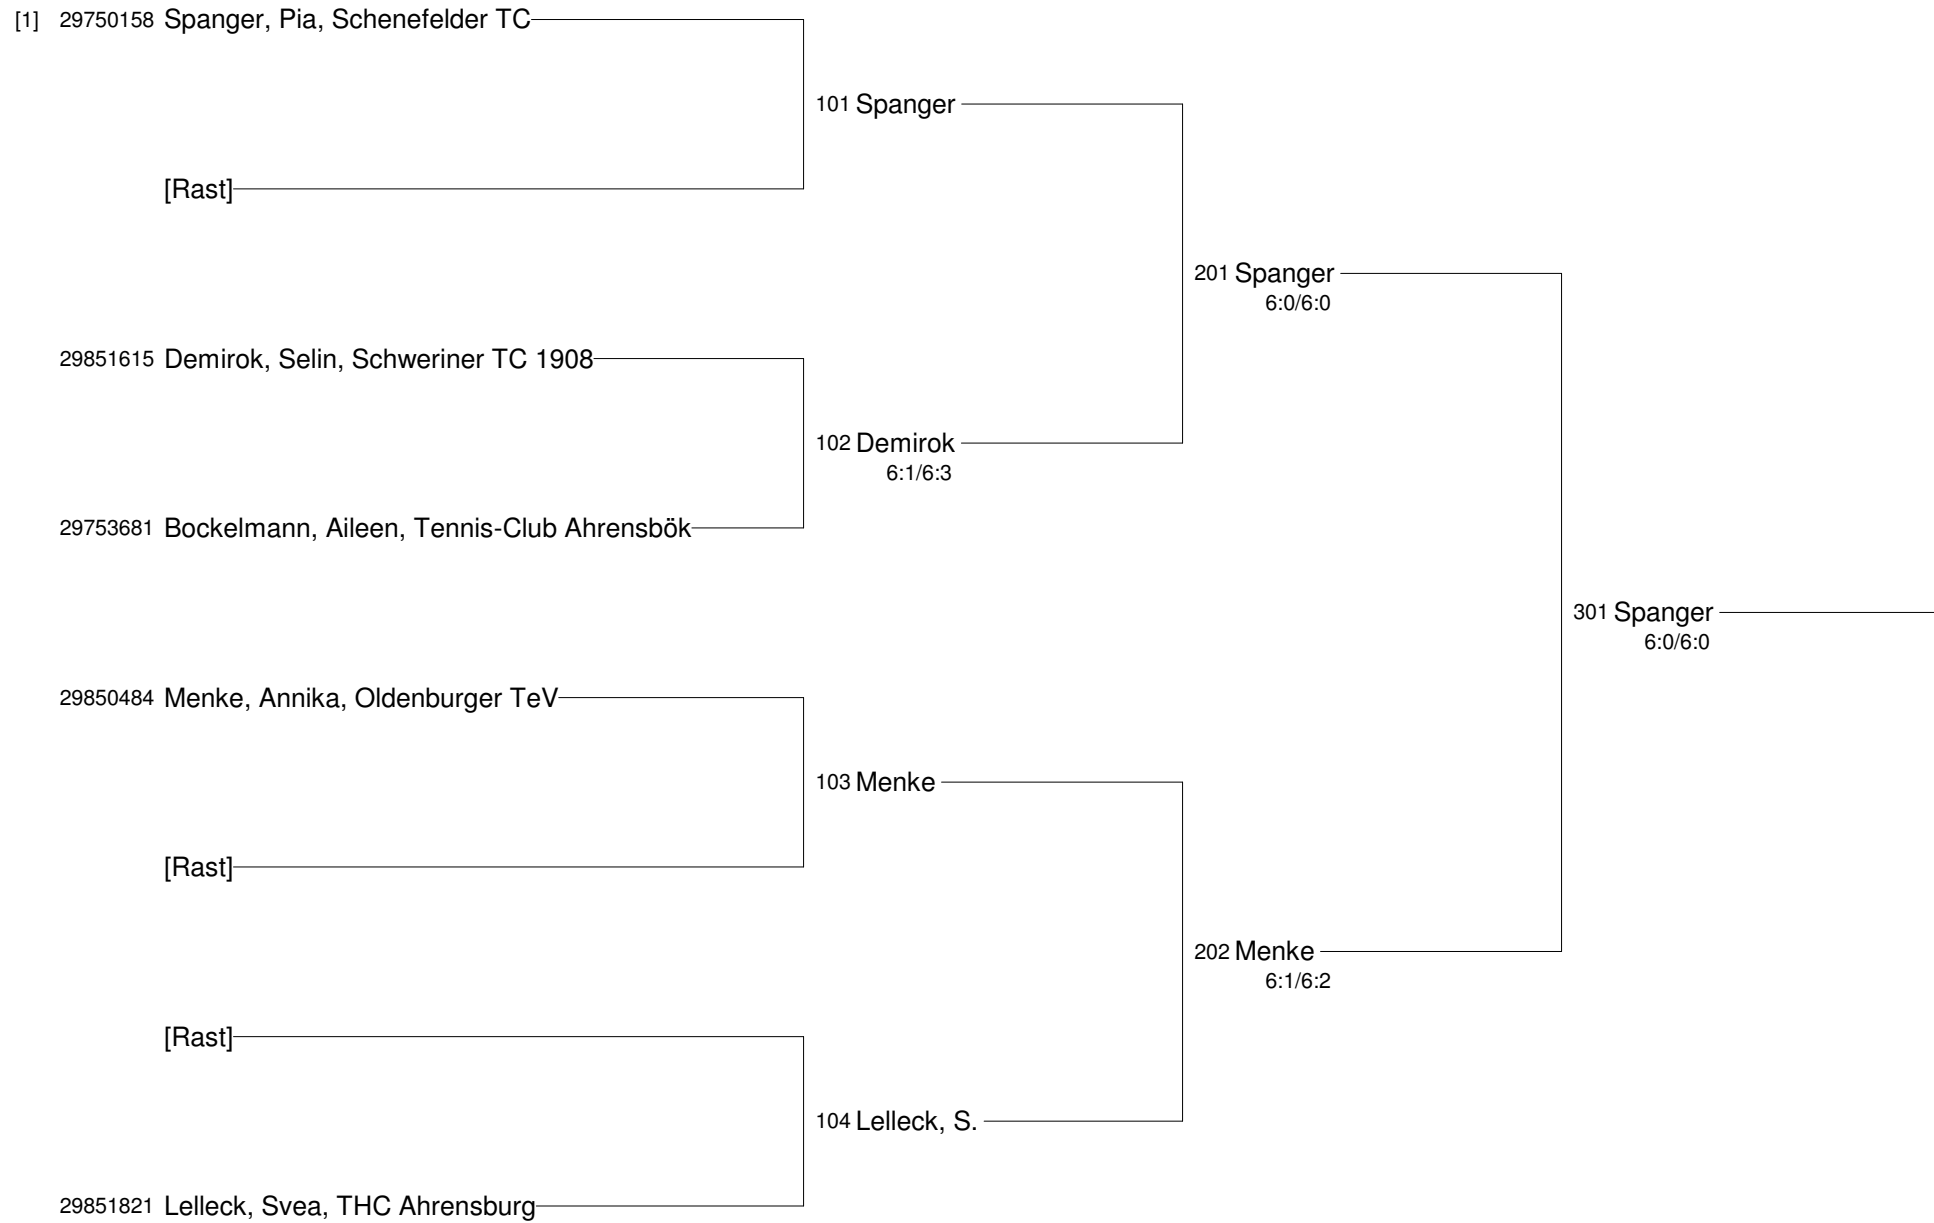 [1] 29750158 Spanger, Pia, Schenefelder TC
101 Spanger
[Rast]
201 Spanger
6:0/6:0
29851615 Demirok, Selin, Schweriner TC 1908
102 Demirok
6:1/6:3
29753681 Bockelmann, Aileen, Tennis-Club Ahrensbök
301 Spanger
6:0/6:0
29850484 Menke, Annika, Oldenburger TeV
103 Menke
[Rast]
202 Menke
6:1/6:2
[Rast]
104 Lelleck, S.
29851821 Lelleck, Svea, THC Ahrensburg